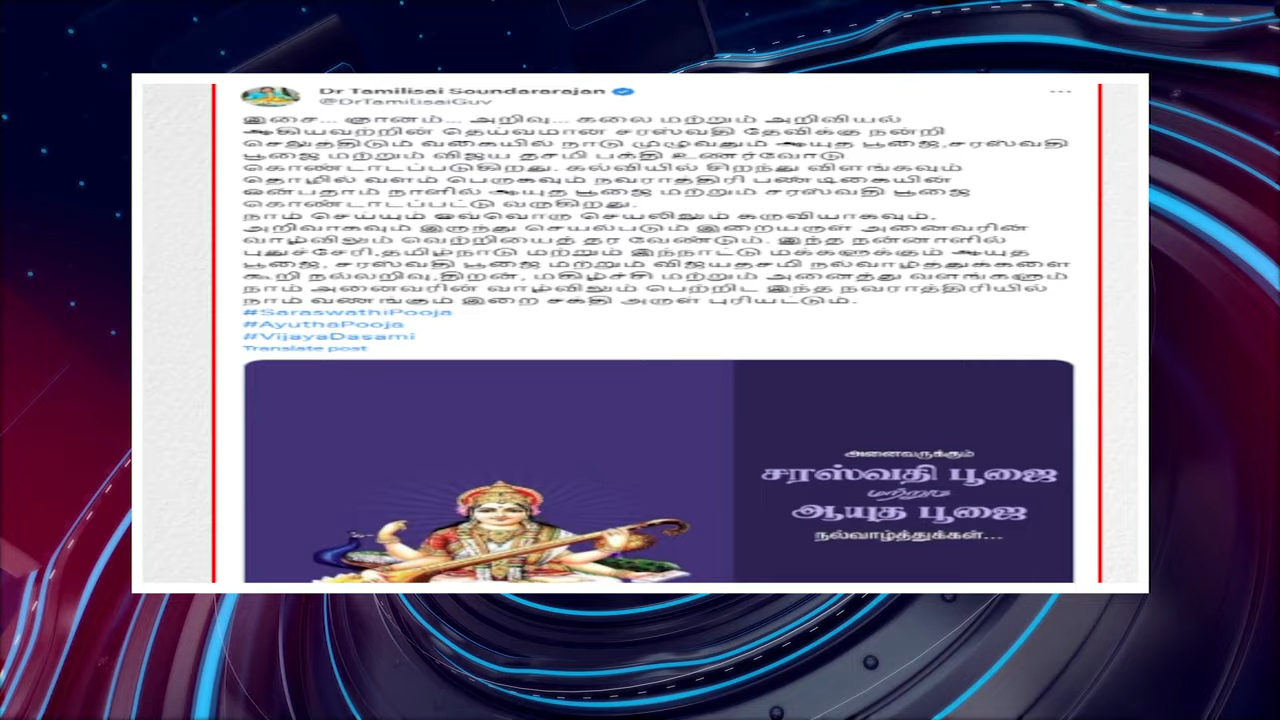 Dr Tamilisai Soundararajan
@DrTamilisaiGuv
இசை... ஞானம்... அறிவு... கலை மற்றும் அறிவியல்
ஆகியவற்றின் தெய்வமான சரஸ்வதி தேவிக்கு நன்றி
செலுத்திடும் வகையில் நாடு முழுவதும் ஆயுத பூஜை,சரஸ்வதி
பூஜை மற்றும் விஜய தசமி பக்தி உணர்வோடு
கொண்டாடப்படுகிறது. கல்வியில் சிறந்து விளங்கவும்
தொழில் வளம் பெருகவும் நவராத்திரி பண்டிகையின்
ஒன்பதாம் நாளில் ஆயுத பூஜை மற்றும் சரஸ்வதி பூஜை
கொண்டாடப்பட்டு வருகிறது.
நாம் செய்யும் ஒவ்வொரு செயலிலும் கருவியாகவும்,
அறிவாகவும் இருந்து செயல்படும் இறையருள் அனைவரின்
வாழ்விலும் வெற்றியைத் தர வேண்டும். இந்த நன்னாளில்
புதுச்சேரி,தமிழ்நாடு மற்றும் இந்நாட்டு மக்களுக்கும் ஆயுத
பூஜை, சரஸ்வதி பூஜை மற்றும் விஜயதசமி நல்வாழ்த்துக்களை
கூறி நல்லறிவு,திறன், மகிழ்ச்சி மற்றும் அனைத்து வளங்களும்
நாம் அனைவரின் வாழ்விலும் பெற்றிட இந்த நவராத்திரியில்
நாம் வணங்கும் இறை சக்தி அருள் புரியட்டும்.
#SaraswathiPooja
#AyuthaPooja
#VijayaDasami
Translate post
அனைவருக்கும்
சரஸ்வதி பூஜை
மற்றும்
ஆயுத பூஜை
நல்வாழ்த்துக்கள்...